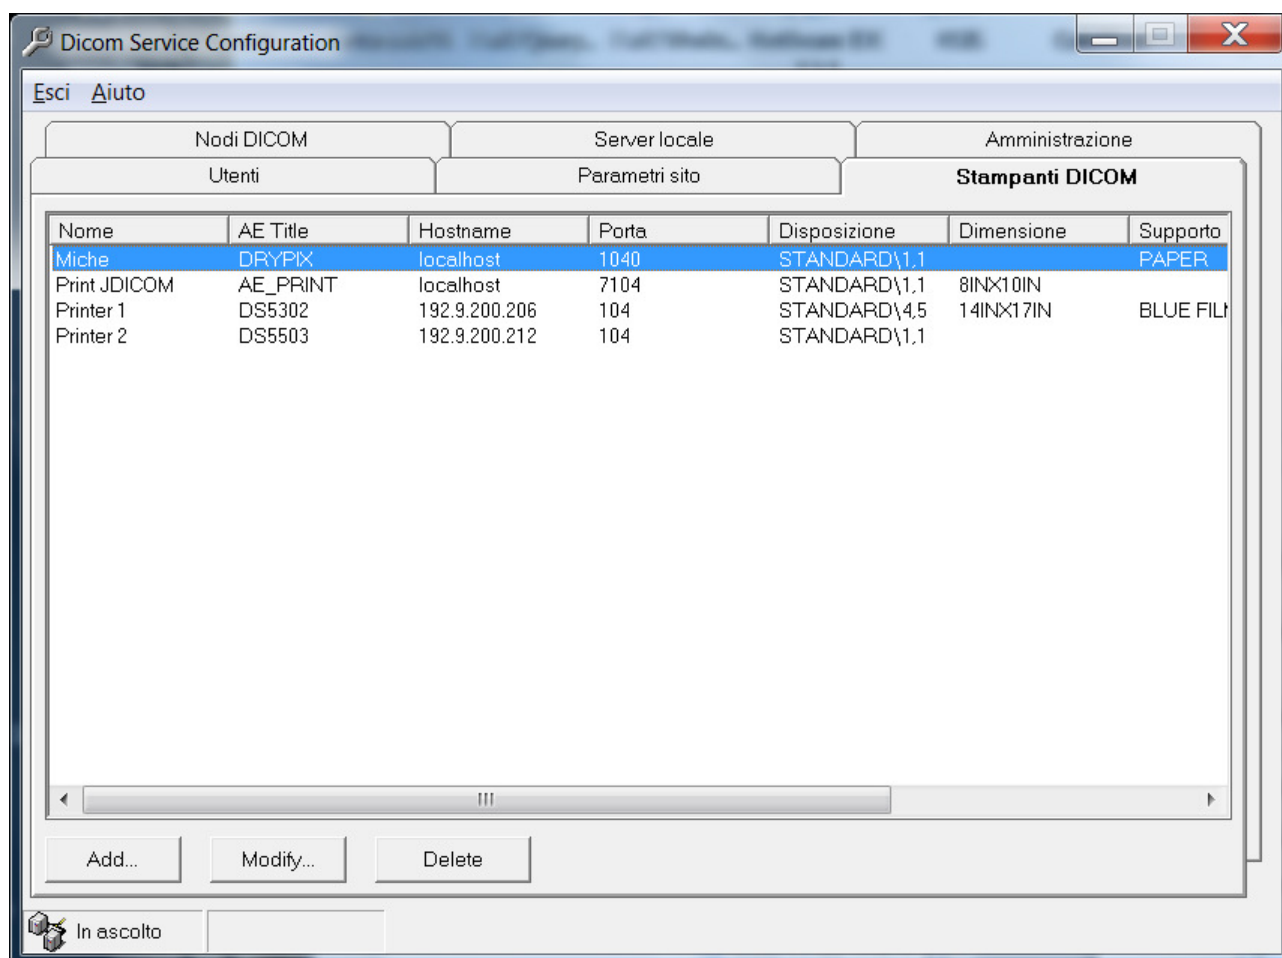 Dicom Service Configuration
Esci Aiuto
Nodi DICOM Server locale Amministrazione
Utenti Parametri sito Stampanti DICOM
Nome AE Title Hostname Porta Disposizione Dimensione Supporto
Miche DRYPIX localhost 1040 STANDARD\1,1 PAPER
Print JDICOM AE_PRINT localhost 7104 STANDARD\1,1 8INX10IN
Printer 1 DS5302 192.9.200.206 104 STANDARD\4,5 14INX17IN BLUE FIL
Printer 2 DS5503 192.9.200.212 104 STANDARD\1,1
Add... Modify... Delete
In ascolto